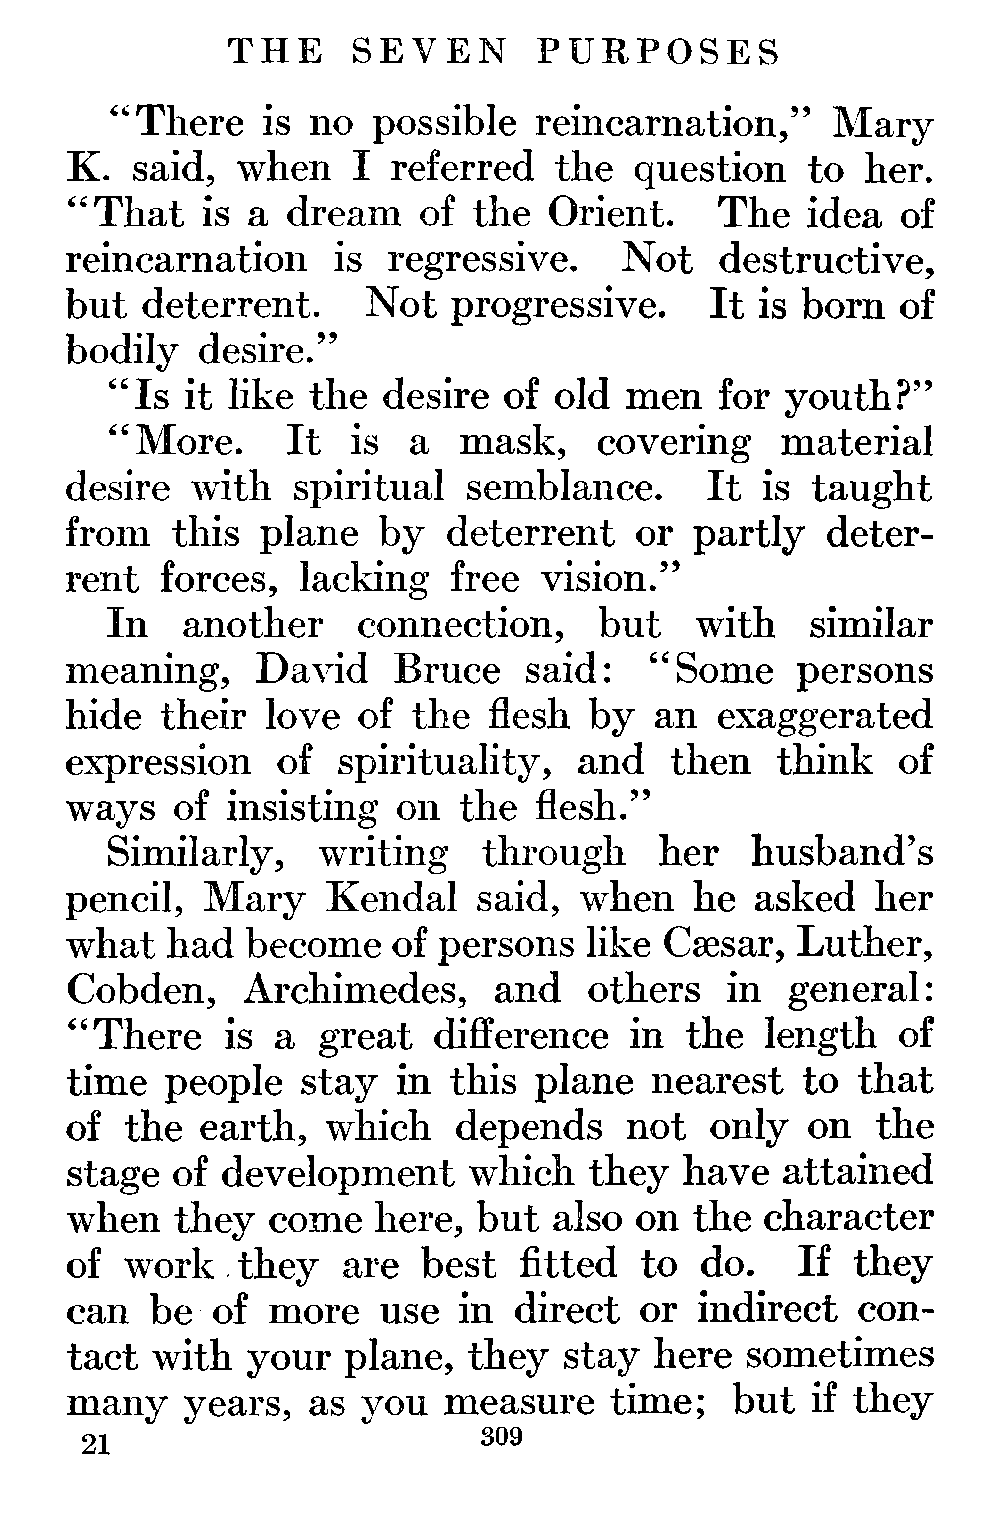 THE SEVEN PURPOSES
“There is no possible reincarnation,” Mary
K. said, when I referred the question to her.
“That is a dream of the Orient. The idea of
reincarnation is regressive. Not destructive,
but deterrent. Not progressive. It is born of
bodily desire.”
“Is it like the desire of old men for youth?”
“More. It is a mask, covering material
desire with spiritual semblance. It is taught
from this plane by deterrent or partly deter-
rent forces, lacking free vision.”
In another connection, but with similar
meaning, David Bruce said: “Some persons
hide their love of the flesh by an exaggerated
expression of spirituality, and then think of
ways of insisting on the flesh.”
Similarly, writing through her husband’s
pencil, Mary Kendal said, when he asked her
what had become of persons like Cæsar, Luther,
Cobden, Archimedes, and others in general:
“There is a great difference in the length of
time people stay in this plane nearest to that
of the earth, which depends not only on the
stage of development which they have attained
when they come here, but also on the character
of work they are best fitted to do. If they
can be of more use in direct or indirect con-
tact with your plane, they stay here sometimes
many years, as you measure time; but if they
21 309